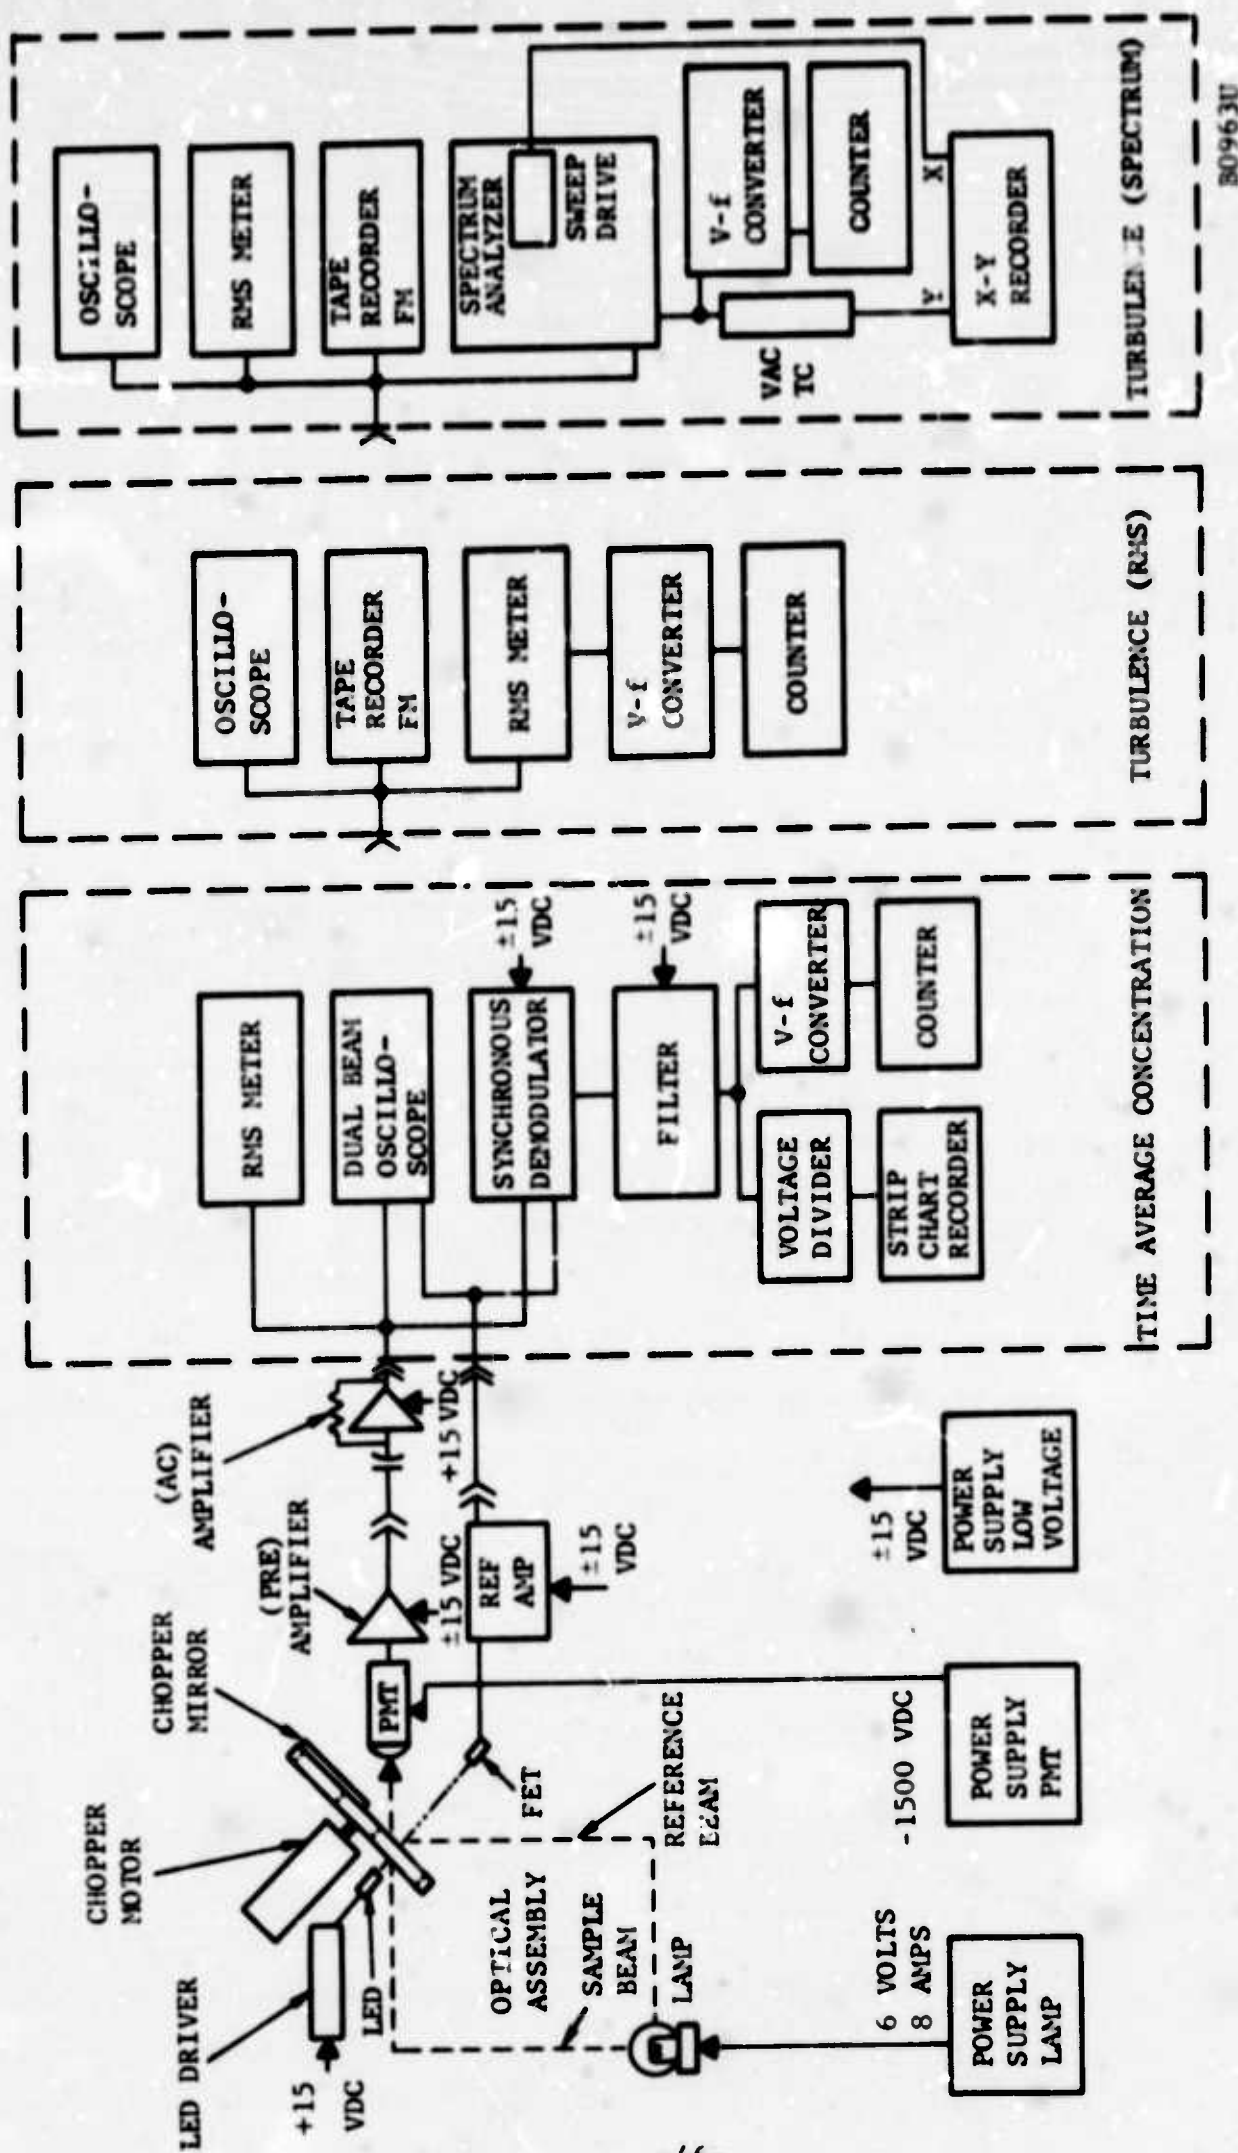 LED DRIVER
+15
VDC
LED
CHOPPER
MOTOR
CHOPPER
MIRROR
(PRE)
AMPLIFIER
(AC)
AMPLIFIER
PMT
±15 VDC
+15 VDC
REF
AMP
±15
VDC
FET
OPTICAL
ASSEMBLY
SAMPLE
BEAM
LAMP
REFERENCE
BEAM
6 VOLTS
8 AMPS
POWER
SUPPLY
LAMP
-1500 VDC
POWER
SUPPLY
PMT
±15
VDC
POWER
SUPPLY
LOW
VOLTAGE
RMS METER
DUAL BEAM
OSCILLO-
SCOPE
SYNCHRONOUS
DEMODULATOR
±15
VDC
FILTER
±15
VDC
VOLTAGE
DIVIDER
V-f
CONVERTER
STRIP
CHART
RECORDER
COUNTER
TIME AVERAGE CONCENTRATION
OSCILLO-
SCOPE
TAPE
RECORDER
FM
RMS METER
V-f
CONVERTER
COUNTER
TURBULENCE (RMS)
OSCILLO-
SCOPE
RMS METER
TAPE
RECORDER
FM
SPECTRUM
ANALYZER
SWEEP
DRIVE
VAC
TC
V-f
CONVERTER
COUNTER
Y
X
X-Y
RECORDER
TURBULENCE (SPECTRUM)
B0963U